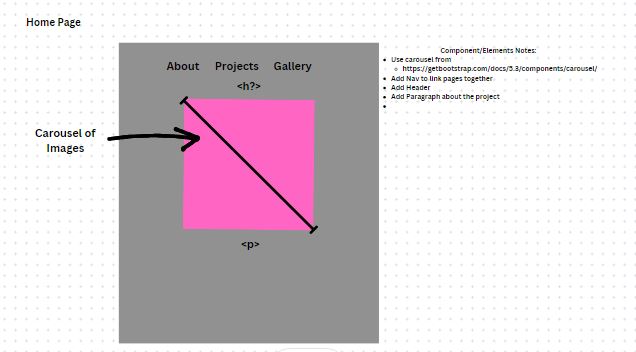 Home Page
About Projects Gallery
<h?>
Carousel of
Images
<p>
Component/Elements Notes:
Use carousel from
https://getbootstrap.com/docs/5.3/components/carousel/
Add Nav to link pages together
Add Header
Add Paragraph about the project